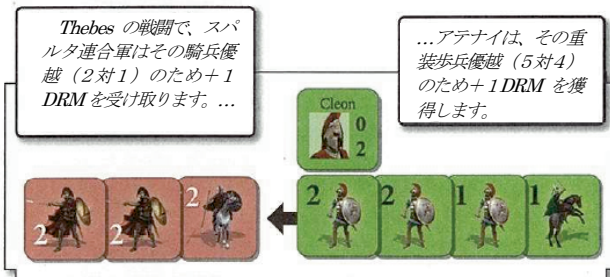 Thebes の戦闘で、スパ
ルタ連合軍はその騎兵優
越（2対1）のため＋1
DRMを受け取ります。…
…アテナイは、その重
装歩兵優越（5対4）
のため＋1DRM を獲
得します。
Cleon
0
2
2
2
2
2
2
1
1